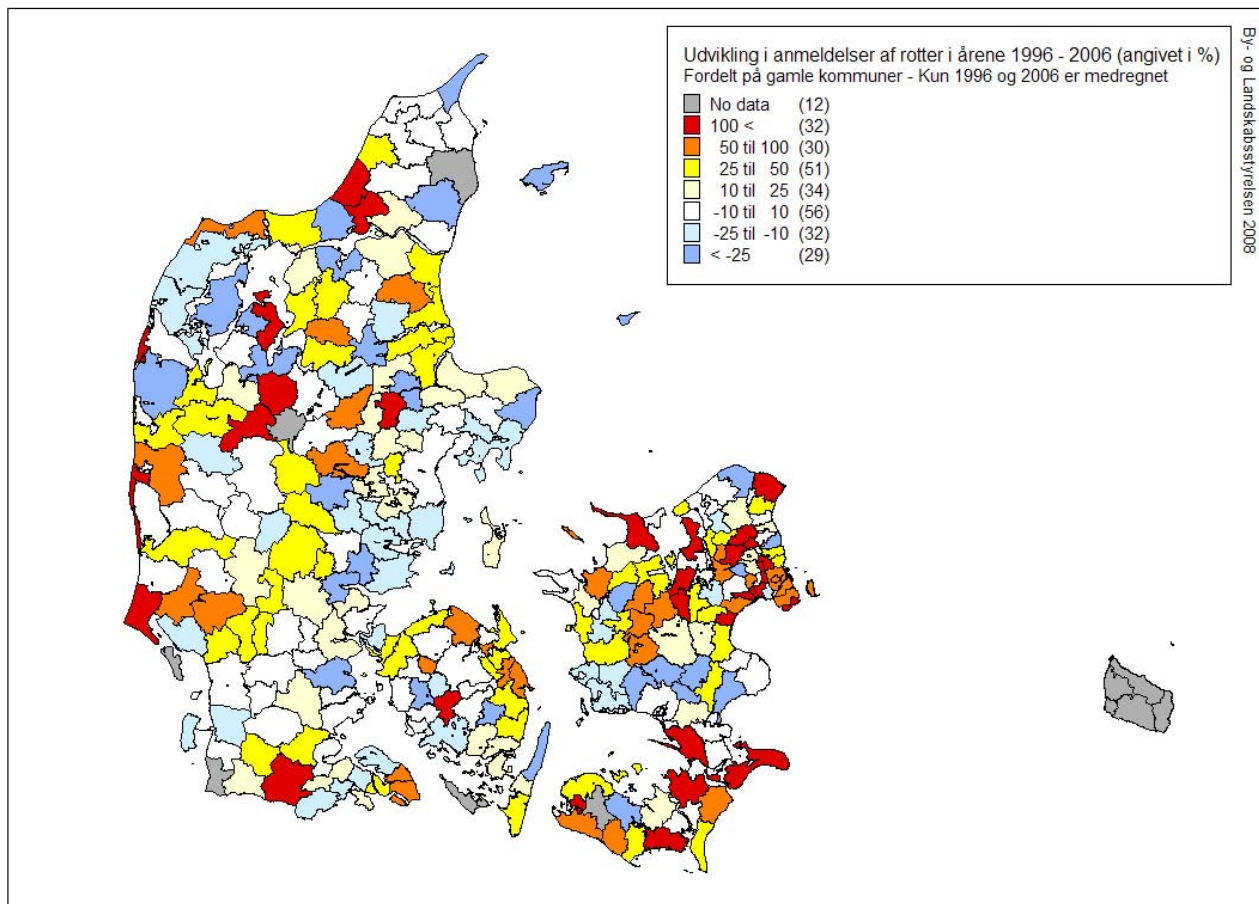 Udvikling i anmeldelser af rotter i årene 1996 - 2006 (angivet i %)
Fordelt på gamle kommuner - Kun 1996 og 2006 er medregnet
No data (12)
100 < (32)
50 til 100 (30)
25 til 50 (51)
10 til 25 (34)
-10 til 10 (56)
-25 til -10 (32)
< -25 (29)
By- og Landskabsstyrelsen 2008